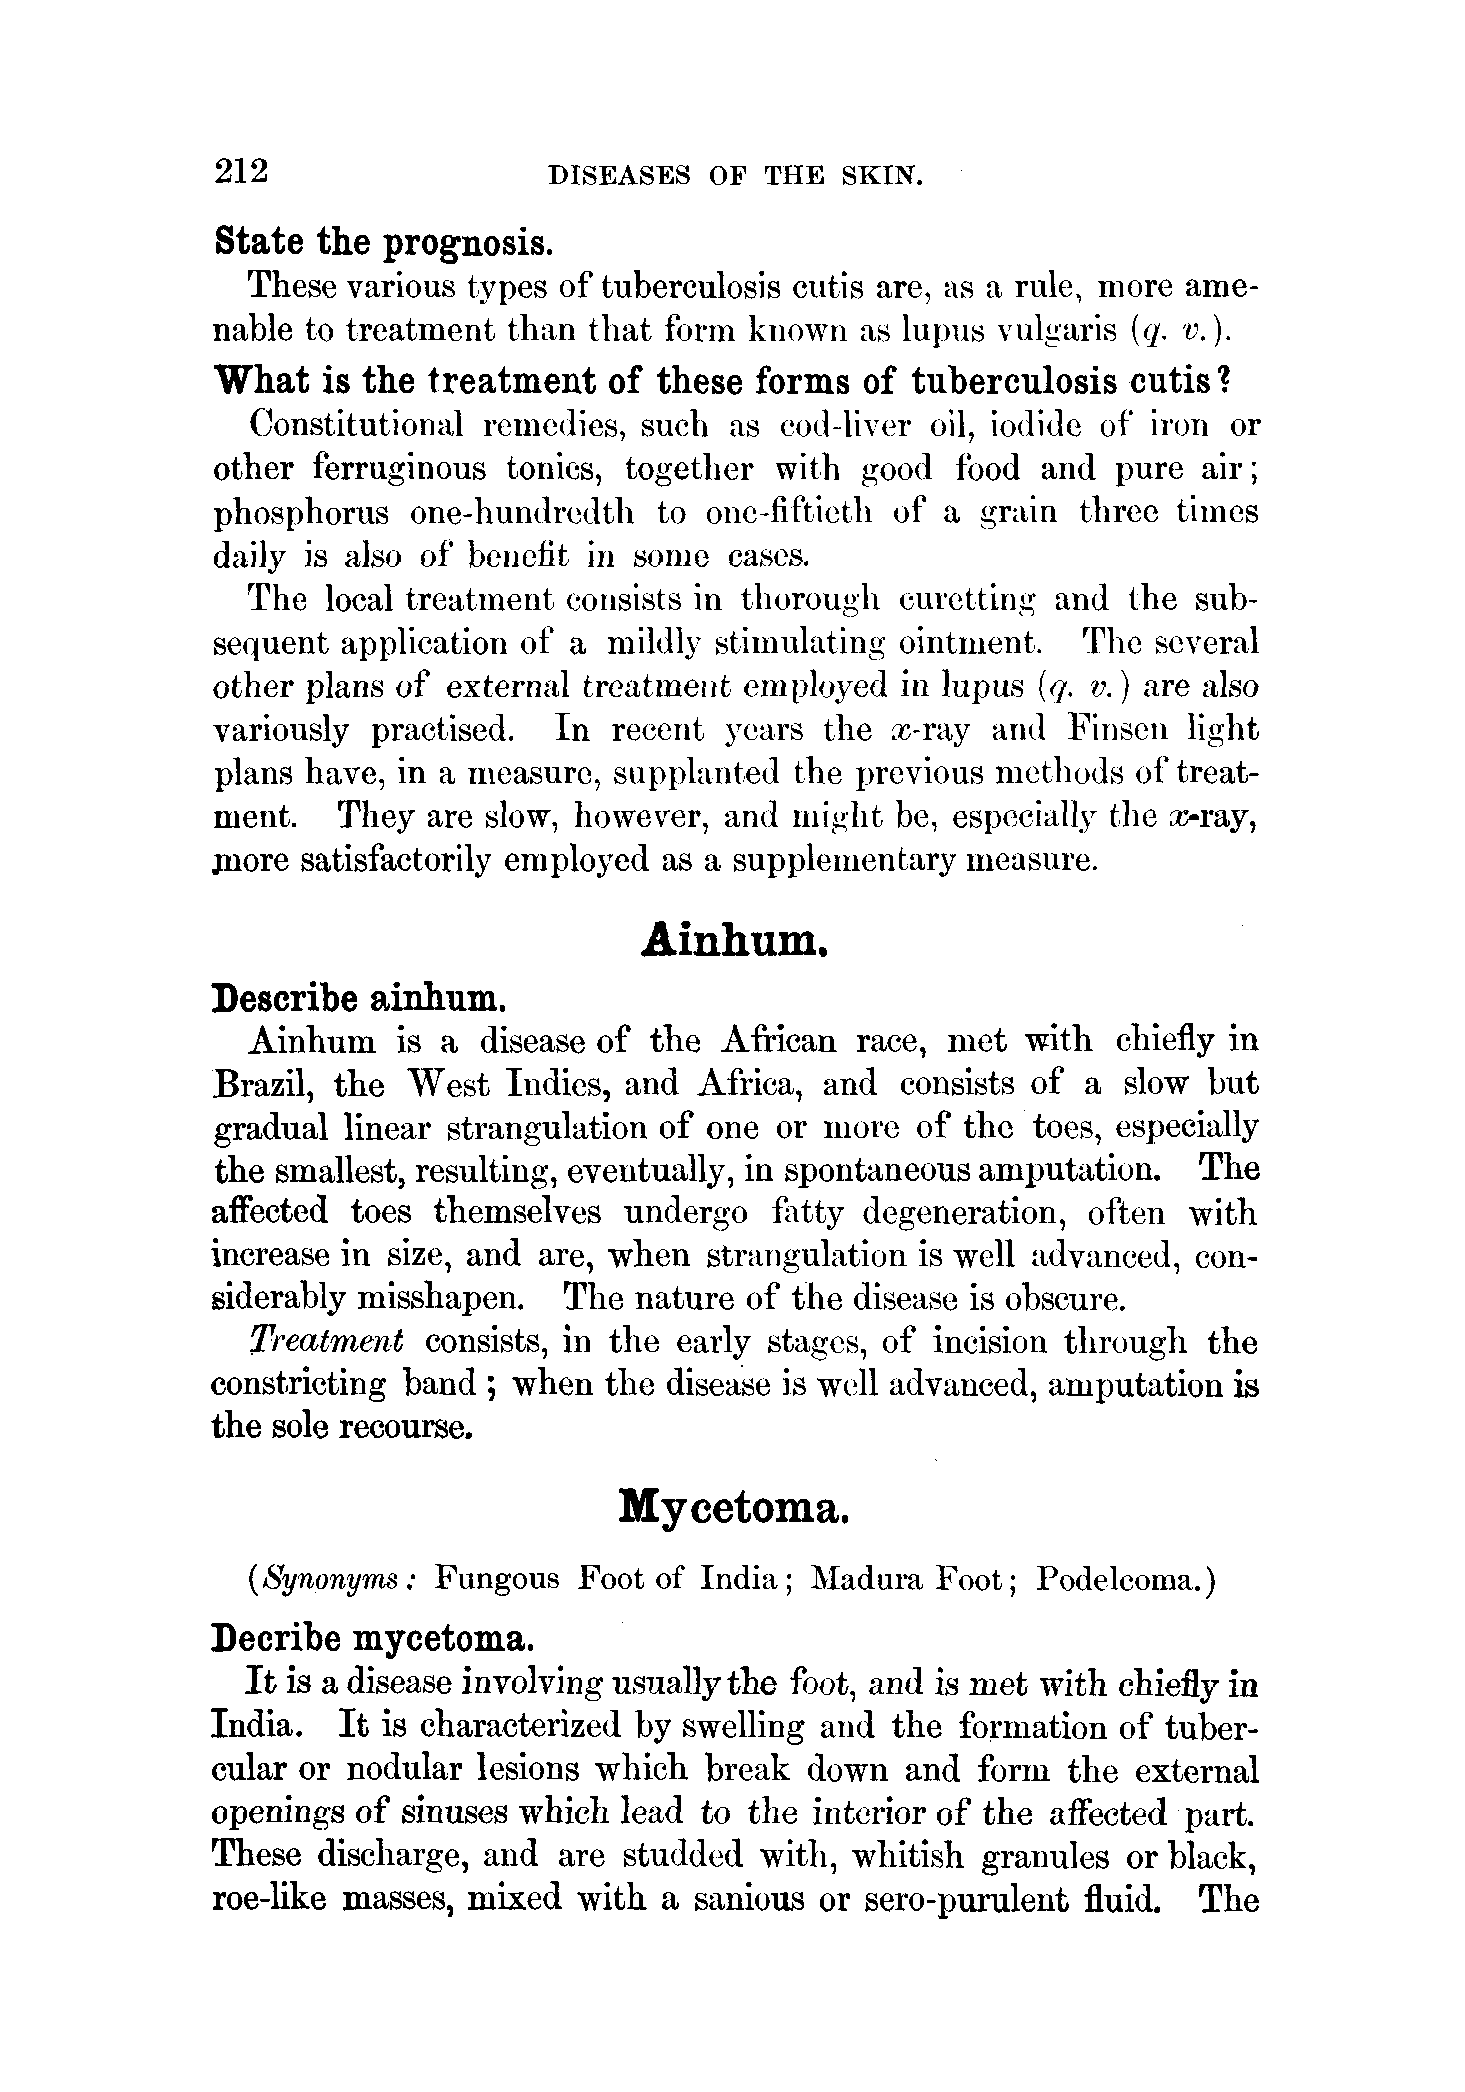 212 DISEASES OF THE SKIN.
State the prognosis.
These various types of tuberculosis cutis are, as a rule, more ame-
nable to treatment than that form known as lupus vulgaris (q. v.).
What is the treatment of these forms of tuberculosis cutis?
Constitutional remedies, such as cod-liver oil, iodide of iron or
other ferruginous tonics, together with good food and pure air;
phosphorus one-hundredth to one-fiftieth of a grain three times
daily is also of benefit in some cases.
The local treatment consists in thorough curetting and the sub-
sequent application of a mildly stimulating ointment. The several
other plans of external treatment employed in lupus (q. v.) are also
variously practised. In recent years the x-ray and Finsen light
plans have, in a measure, supplanted the previous methods of treat-
ment. They are slow, however, and might be, especially the x-ray,
more satisfactorily employed as a supplementary measure.
Ainhum.
Describe ainhum.
Ainhum is a disease of the African race, met with chiefly in
Brazil, the West Indies, and Africa, and consists of a slow but
gradual linear strangulation of one or more of the toes, especially
the smallest, resulting, eventually, in spontaneous amputation. The
affected toes themselves undergo fatty degeneration, often with
increase in size, and are, when strangulation is well advanced, con-
siderably misshapen. The nature of the disease is obscure.
Treatment consists, in the early stages, of incision through the
constricting band; when the disease is well advanced, amputation is
the sole recourse.
Mycetoma.
(Synonyms: Fungous Foot of India; Madura Foot; Podelcoma.)
Decribe mycetoma.
It is a disease involving usually the foot, and is met with chiefly in
India. It is characterized by swelling and the formation of tuber-
cular or nodular lesions which break down and form the external
openings of sinuses which lead to the interior of the affected part.
These discharge, and are studded with, whitish granules or black,
roe-like masses, mixed with a sanious or sero-purulent fluid. The